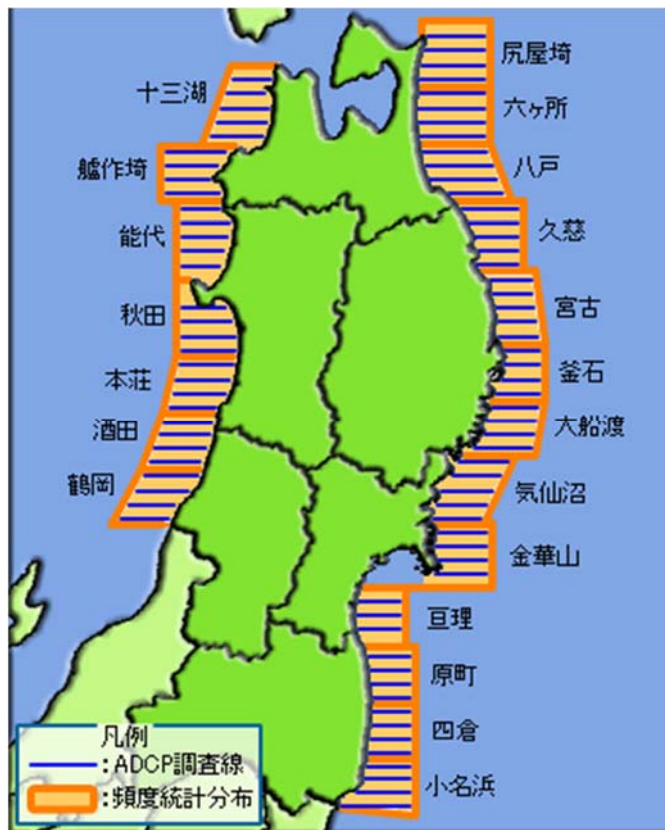 尻屋埼
六ヶ所
八戸
久慈
宮古
釜石
大船渡
気仙沼
金華山
亘理
原町
四倉
小名浜
十三湖
艫作埼
能代
秋田
本荘
酒田
鶴岡
凡例
:ADCP調査線
:頻度統計分布